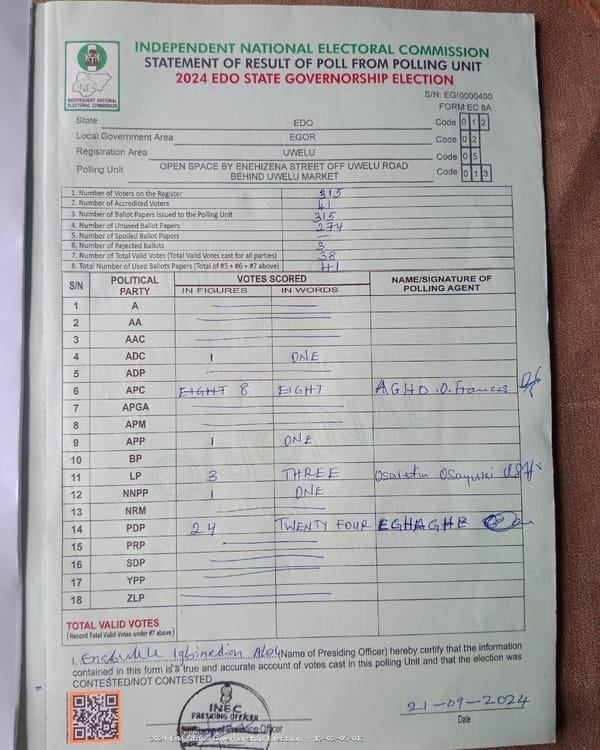 INDEPENDENT NATIONAL ELECTORAL COMMISSION
STATEMENT OF RESULT OF POLL FROM POLLING UNIT
2024 EDO STATE GOVERNORSHIP ELECTION
INEC
INDEPENDENT NATIONAL ELECTORAL COMMISSION
S/N: EG/0000400
FORM EC 8A
State EDO Code 0 1 2
Local Government Area EGOR Code 0 2
Registration Area UWELU Code 0 5
Polling Unit OPEN SPACE BY ENEHIZENA STREET OFF UWELU ROAD BEHIND UWELU MARKET Code 0 1 3
1. Number of Voters on the Register 315
2. Number of Accredited Voters 41
3. Number of Ballot Papers Issued to the Polling Unit 315
4. Number of Unused Ballot Papers 274
5. Number of Spoiled Ballot Papers —
6. Number of Rejected Ballots 3
7. Number of Total Valid Votes (Total Valid Votes cast for all parties) 38
8. Total Number of Used Ballots Papers (Total of #5 + #6 + #7 above) 41
S/N POLITICAL PARTY VOTES SCORED NAME/SIGNATURE OF POLLING AGENT
IN FIGURES IN WORDS
1 A
2 AA
3 AAC
4 ADC 1 ONE
5 ADP
6 APC EIGHT 8 EIGHT AGHO .O. Francis
7 APGA
8 APM
9 APP 1 ONE
10 BP
11 LP 3 THREE Osaretin Osayuki
12 NNPP 1 ONE
13 NRM
14 PDP 24 TWENTY FOUR EGHAGHE
15 PRP
16 SDP
17 YPP
18 ZLP
TOTAL VALID VOTES
(Record Total Valid Votes under #7 above)
I, Igbinedion (Name of Presiding Officer) hereby certify that the information
contained in this form is a true and accurate account of votes cast in this polling Unit and that the election was
CONTESTED/NOT CONTESTED
INEC
PRESIDING OFFICER
of Presiding Officer
21-09-2024
Date
2024 Edo State Governorship Election : 12-02-05-013